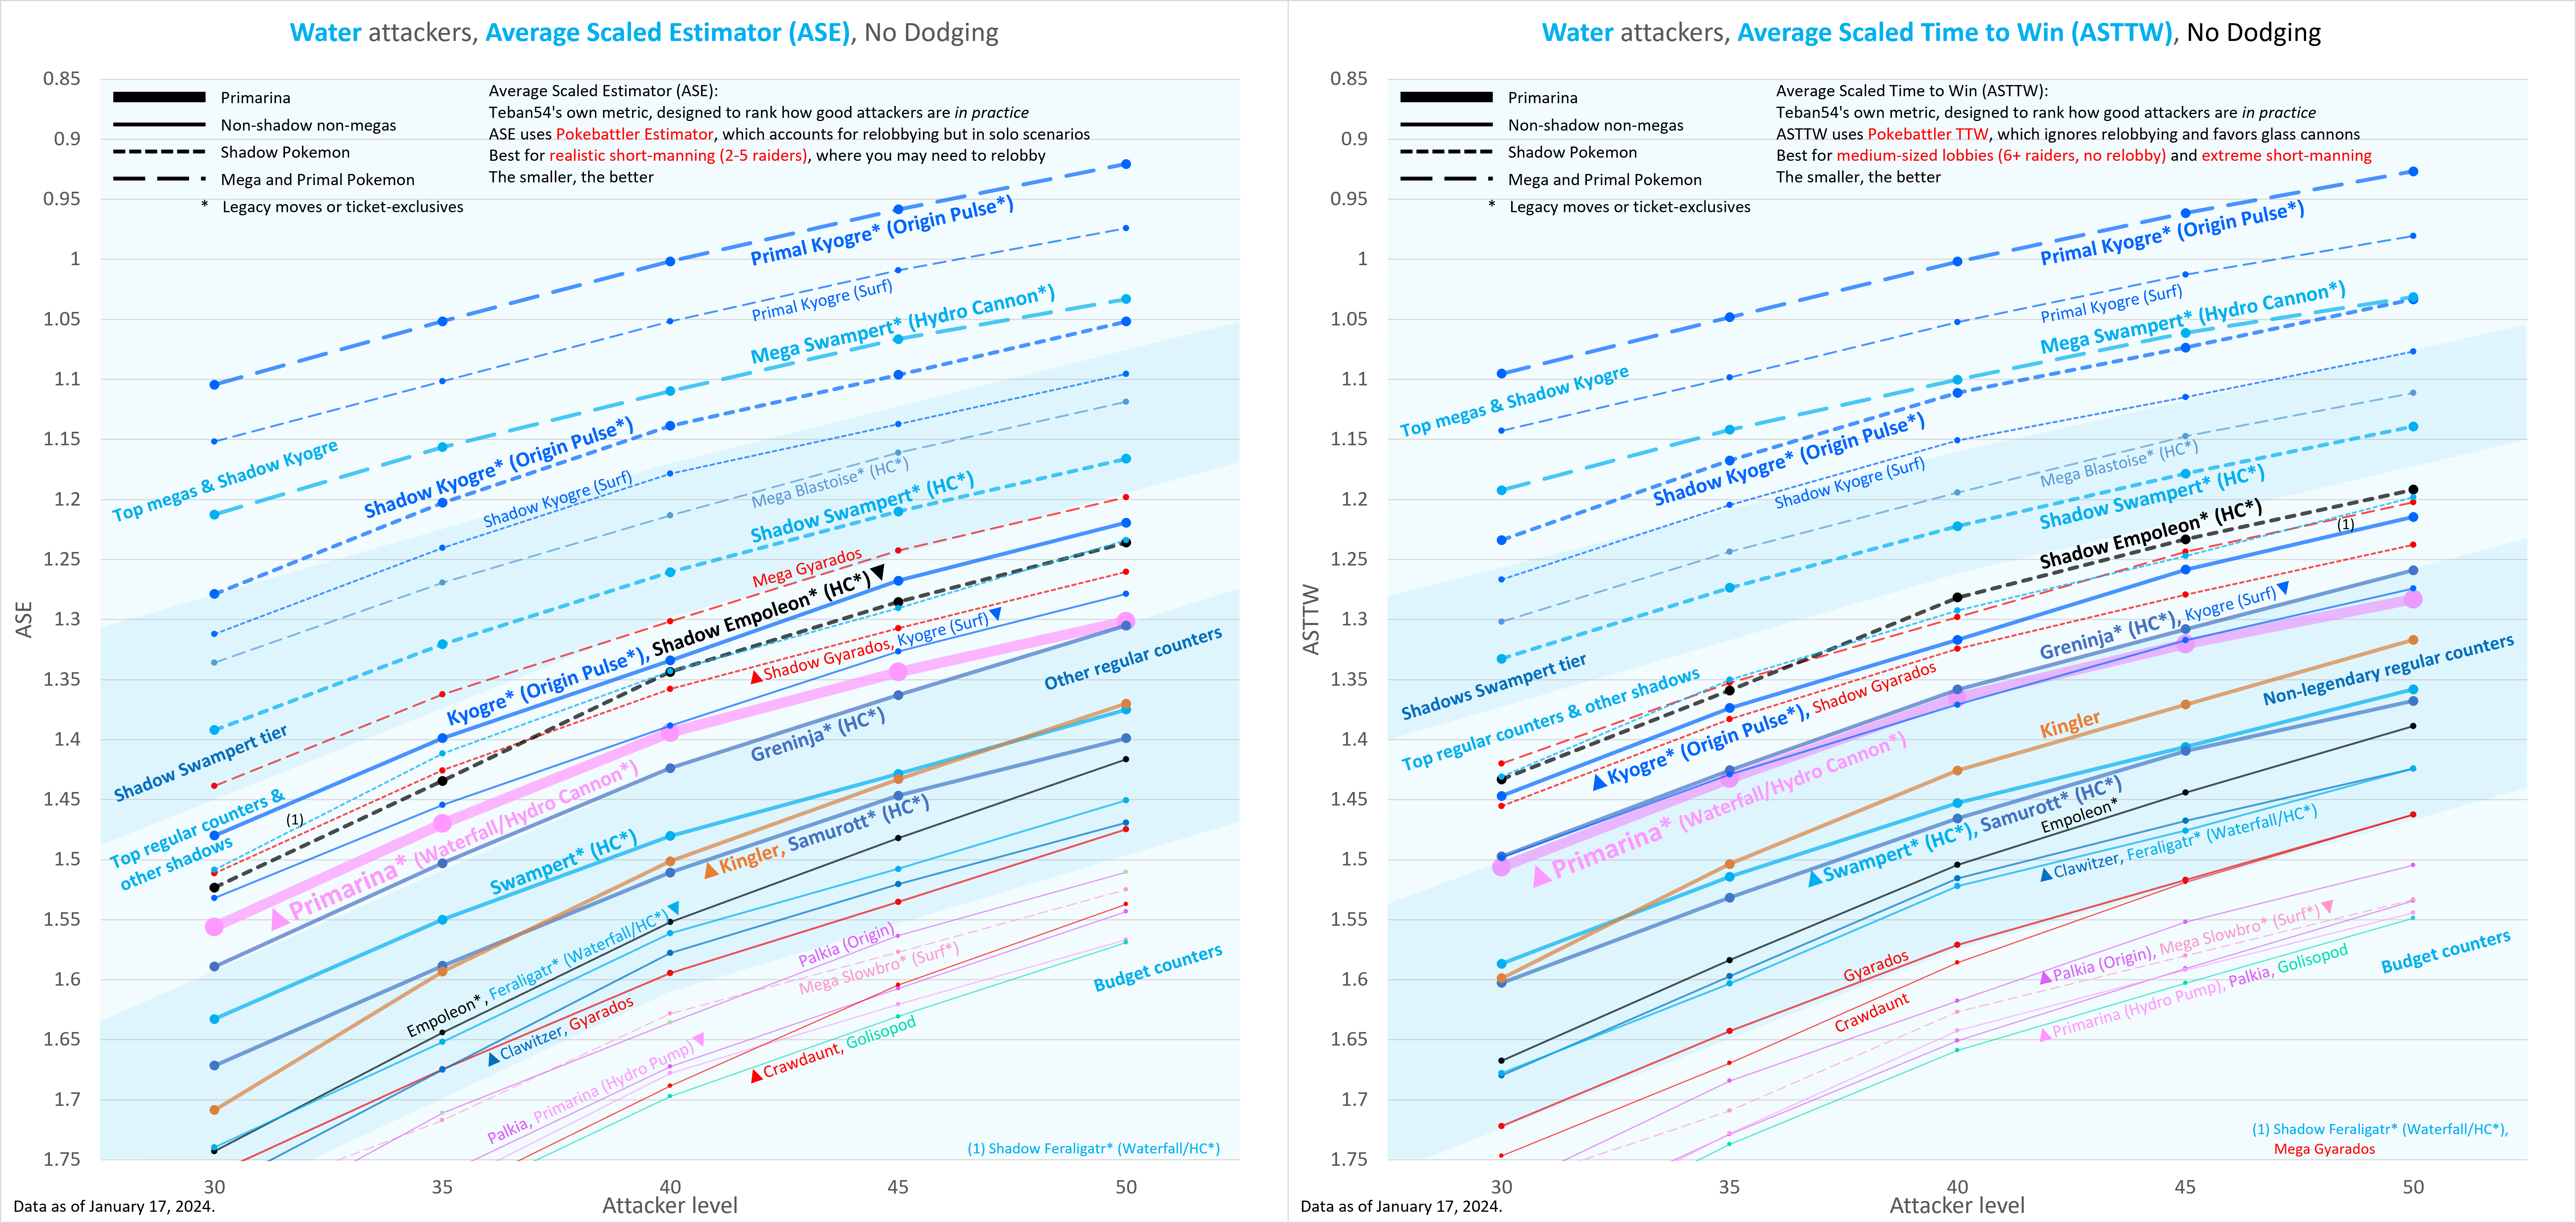 Water attackers, Average Scaled Estimator (ASE), No Dodging
0.85
0.9
0.95
1
1.05
1.1
1.15
1.2
1.25
1.3
1.35
1.4
1.45
1.5
1.55
1.6
1.65
1.7
1.75
ASE
Primarina
Non-shadow non-megas
Shadow Pokemon
Mega and Primal Pokemon
* Legacy moves or ticket-exclusives
Average Scaled Estimator (ASE):
Teban54's own metric, designed to rank how good attackers are in practice
ASE uses Pokebattler Estimator, which accounts for relobbying but in solo scenarios
Best for realistic short-manning (2-5 raiders), where you may need to relobby
The smaller, the better
Primal Kyogre* (Origin Pulse*)
Primal Kyogre (Surf)
Mega Swampert* (Hydro Cannon*)
Top megas & Shadow Kyogre
Shadow Kyogre* (Origin Pulse*)
Shadow Kyogre (Surf)
Mega Blastoise* (HC*)
Shadow Swampert* (HC*)
Mega Gyarados
Kyogre* (Origin Pulse*), Shadow Empoleon* (HC*)▼
▲Shadow Gyarados, Kyogre (Surf)▼
Other regular counters
Shadow Swampert tier
Greninja* (HC*)
Top regular counters &
other shadows
(1)
▲Primarina* (Waterfall/Hydro Cannon*)
Swampert* (HC*)
▲Kingler, Samurott* (HC*)
Empoleon*, Feraligatr* (Waterfall/HC*)▼
▲Clawitzer, Gyarados
Palkia (Origin)
Mega Slowbro* (Surf*)
Budget counters
Palkia, Primarina (Hydro Pump)▼
▲Crawdaunt, Golisopod
(1) Shadow Feraligatr* (Waterfall/HC*)
30
35
40
45
50
Attacker level
Data as of January 17, 2024.
Water attackers, Average Scaled Time to Win (ASTTW), No Dodging
0.85
0.9
0.95
1
1.05
1.1
1.15
1.2
1.25
1.3
1.35
1.4
1.45
1.5
1.55
1.6
1.65
1.7
1.75
ASTTW
Primarina
Non-shadow non-megas
Shadow Pokemon
Mega and Primal Pokemon
* Legacy moves or ticket-exclusives
Average Scaled Time to Win (ASTTW):
Teban54's own metric, designed to rank how good attackers are in practice
ASTTW uses Pokebattler TTW, which ignores relobbying and favors glass cannons
Best for medium-sized lobbies (6+ raiders, no relobby) and extreme short-manning
The smaller, the better
Primal Kyogre* (Origin Pulse*)
Primal Kyogre (Surf)
Mega Swampert* (Hydro Cannon*)
Top megas & Shadow Kyogre
Shadow Kyogre* (Origin Pulse*)
Shadow Kyogre (Surf)
Mega Blastoise* (HC*)
Shadow Swampert* (HC*)
Shadow Empoleon* (HC*)
(1)
Greninja* (HC*), Kyogre (Surf)▼
Shadows Swampert tier
Non-legendary regular counters
Top regular counters & other shadows
▲Kyogre* (Origin Pulse*), Shadow Gyarados
Kingler
▲Primarina* (Waterfall/Hydro Cannon*)
▲Swampert* (HC*), Samurott* (HC*)
Empoleon*
▲Clawitzer, Feraligatr* (Waterfall/HC*)
Gyarados
Crawdaunt
▲Palkia (Origin), Mega Slowbro* (Surf*)▼
Budget counters
▲Primarina (Hydro Pump), Palkia, Golisopod
(1) Shadow Feraligatr* (Waterfall/HC*),
Mega Gyarados
30
35
40
45
50
Attacker level
Data as of January 17, 2024.